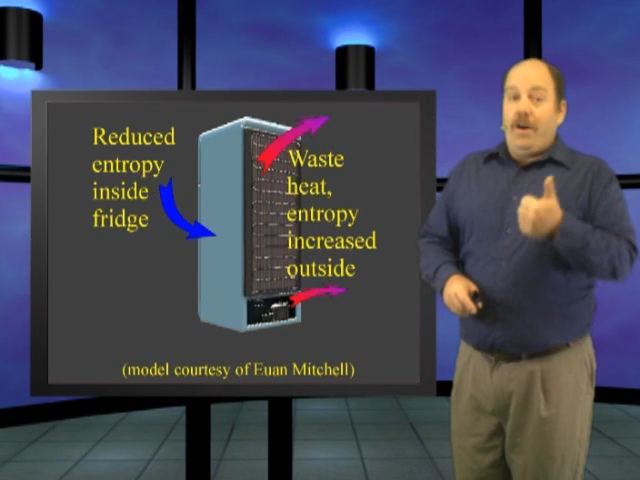 Reduced
entropy
inside
fridge
Waste
heat,
entropy
increased
outside
(model courtesy of Euan Mitchell)